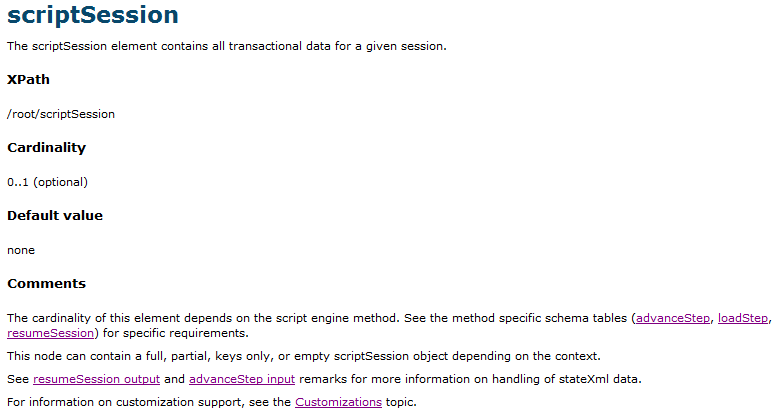 scriptSession
The scriptSession element contains all transactional data for a given session.
XPath
/root/scriptSession
Cardinality
0..1 (optional)
Default value
none
Comments
The cardinality of this element depends on the script engine method. See the method specific schema tables (advanceStep, loadStep,
resumeSession) for specific requirements.
This node can contain a full, partial, keys only, or empty scriptSession object depending on the context.
See resumeSession output and advanceStep input remarks for more information on handling of stateXml data.
For information on customization support, see the Customizations topic.